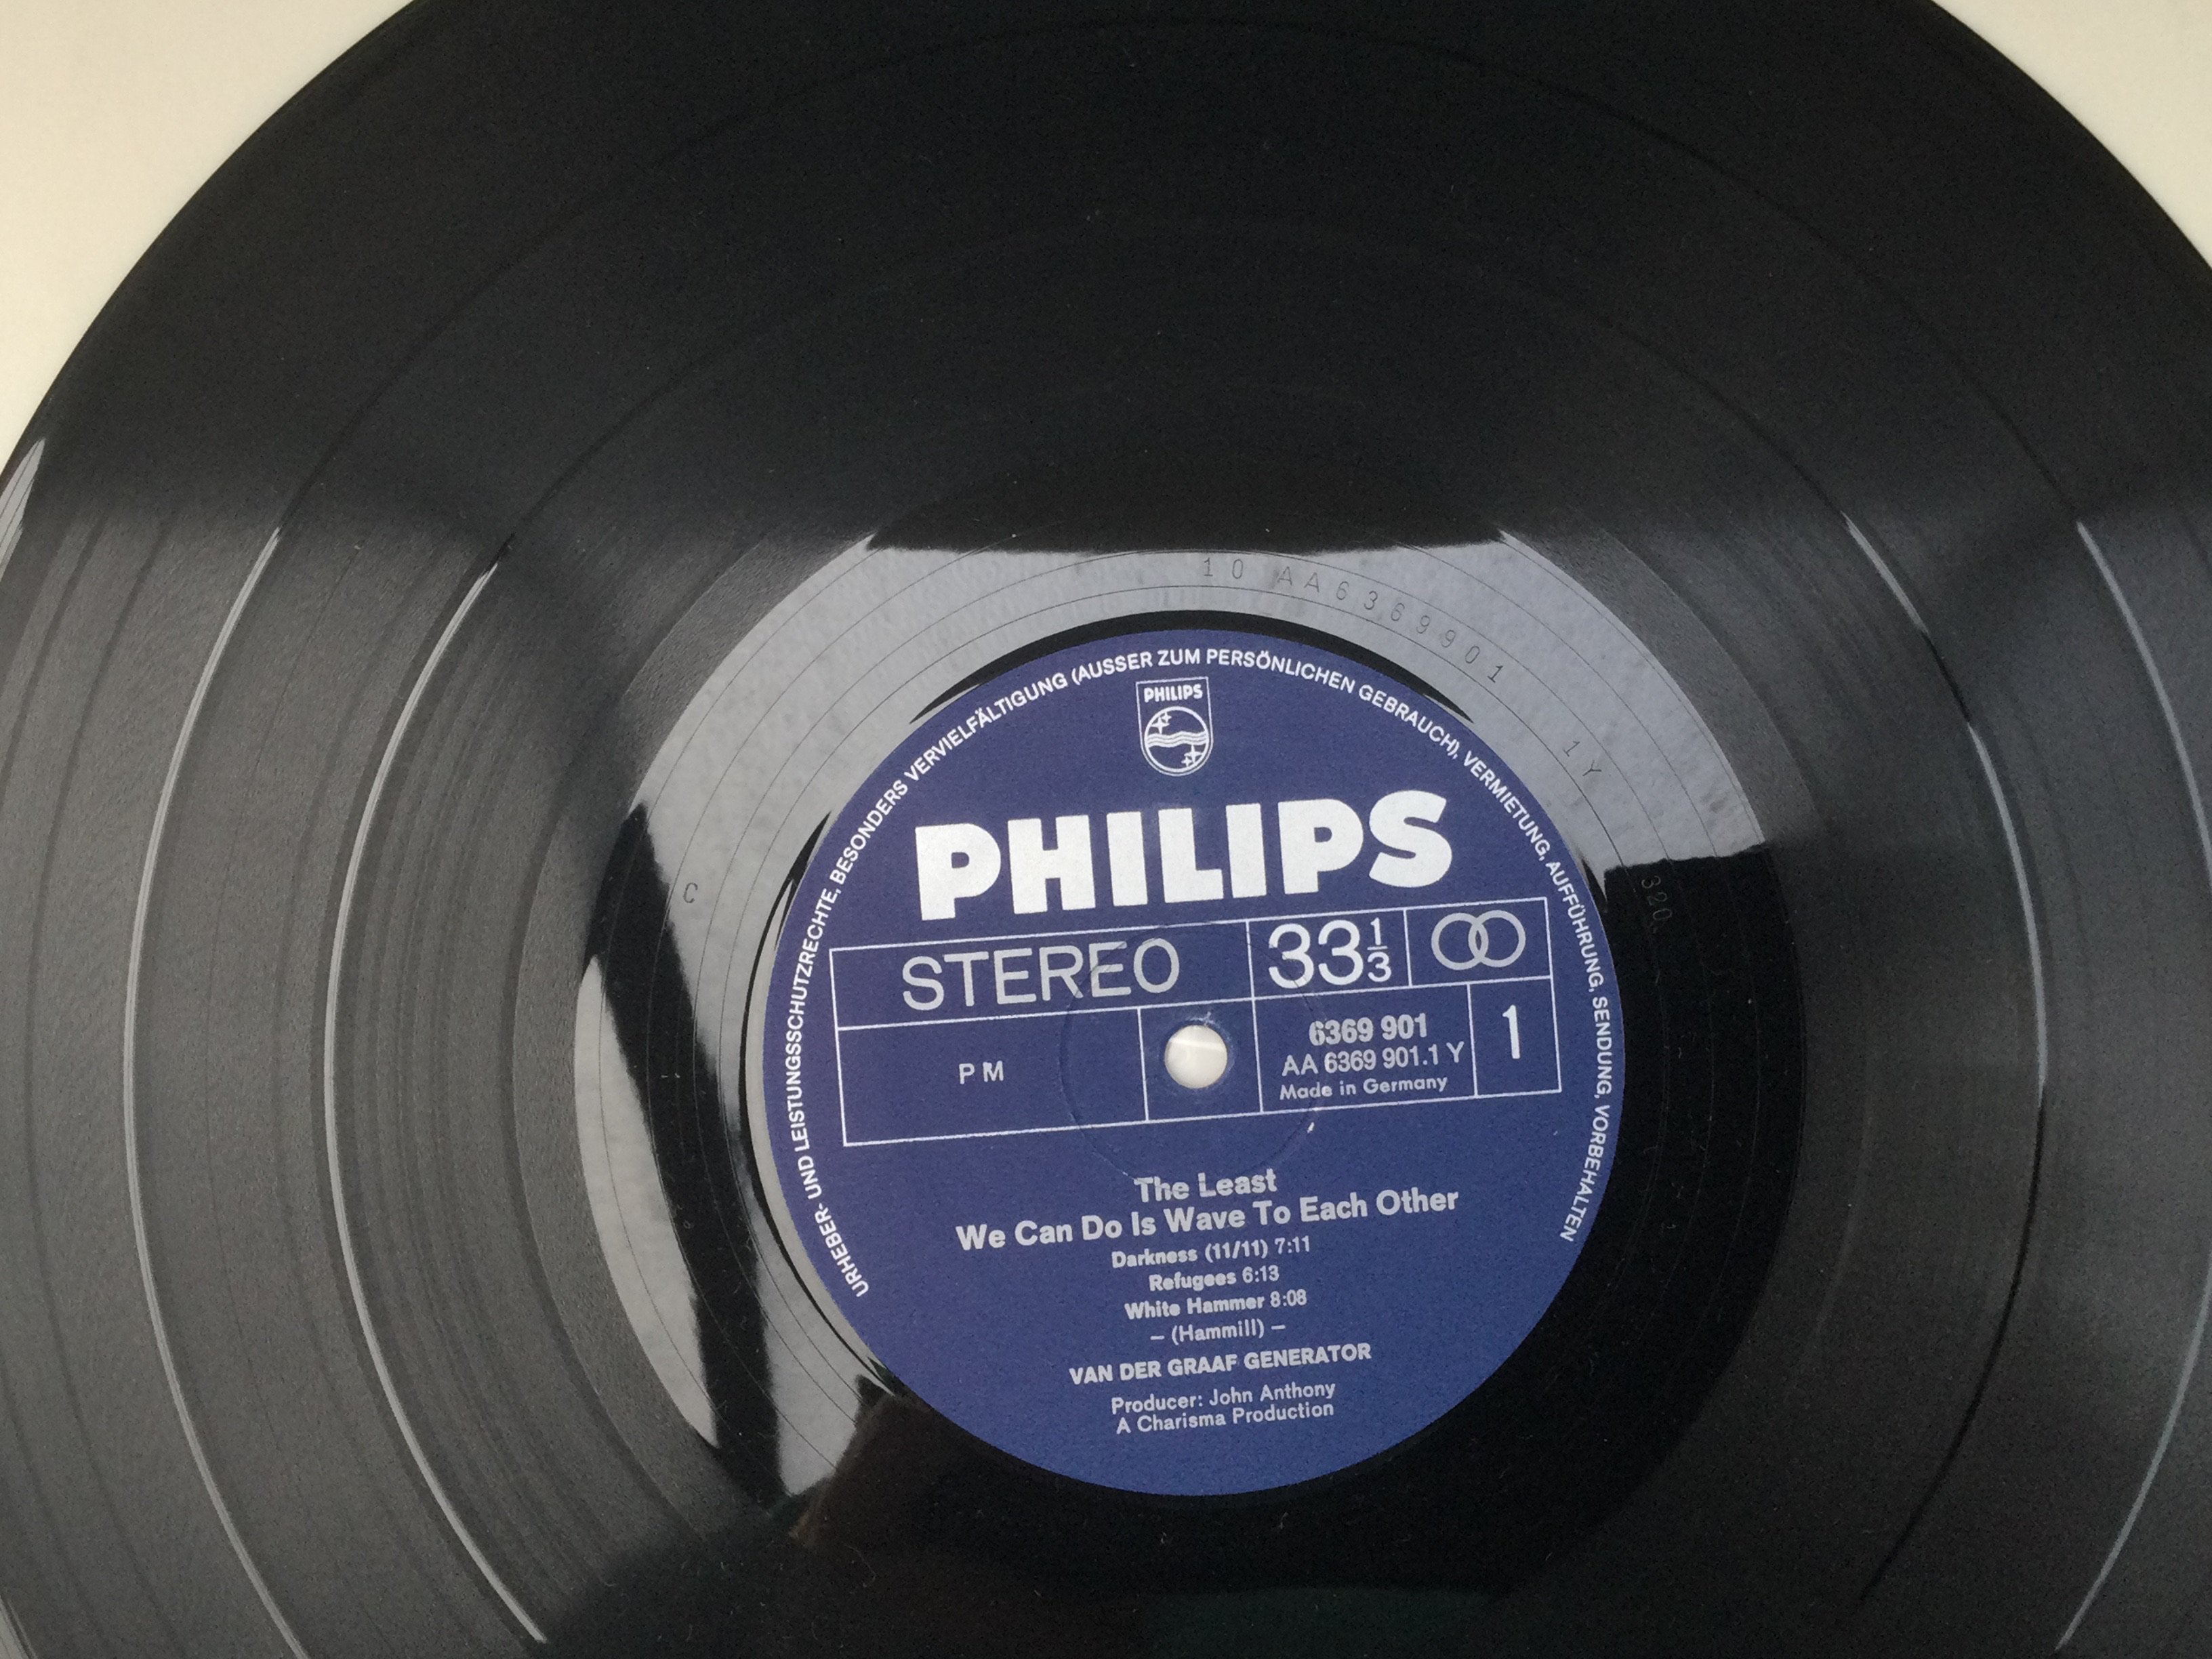 10 AA6369901 1Y 320
C
URHEBER- UND LEISTUNGSSCHUTZRECHTE, BESONDERS VERVIELFÄLTIGUNG (AUSSER ZUM PERSÖNLICHEN GEBRAUCH), VERMIETUNG, AUFFÜHRUNG, SENDUNG, VORBEHALTEN
PHILIPS
PHILIPS
STEREO 33 1/3
PM
6369 901
AA 6369 901.1 Y
Made in Germany
1
The Least
We Can Do Is Wave To Each Other
Darkness (11/11) 7:11
Refugees 6:13
White Hammer 8:08
– (Hammill) –
VAN DER GRAAF GENERATOR
Producer: John Anthony
A Charisma Production